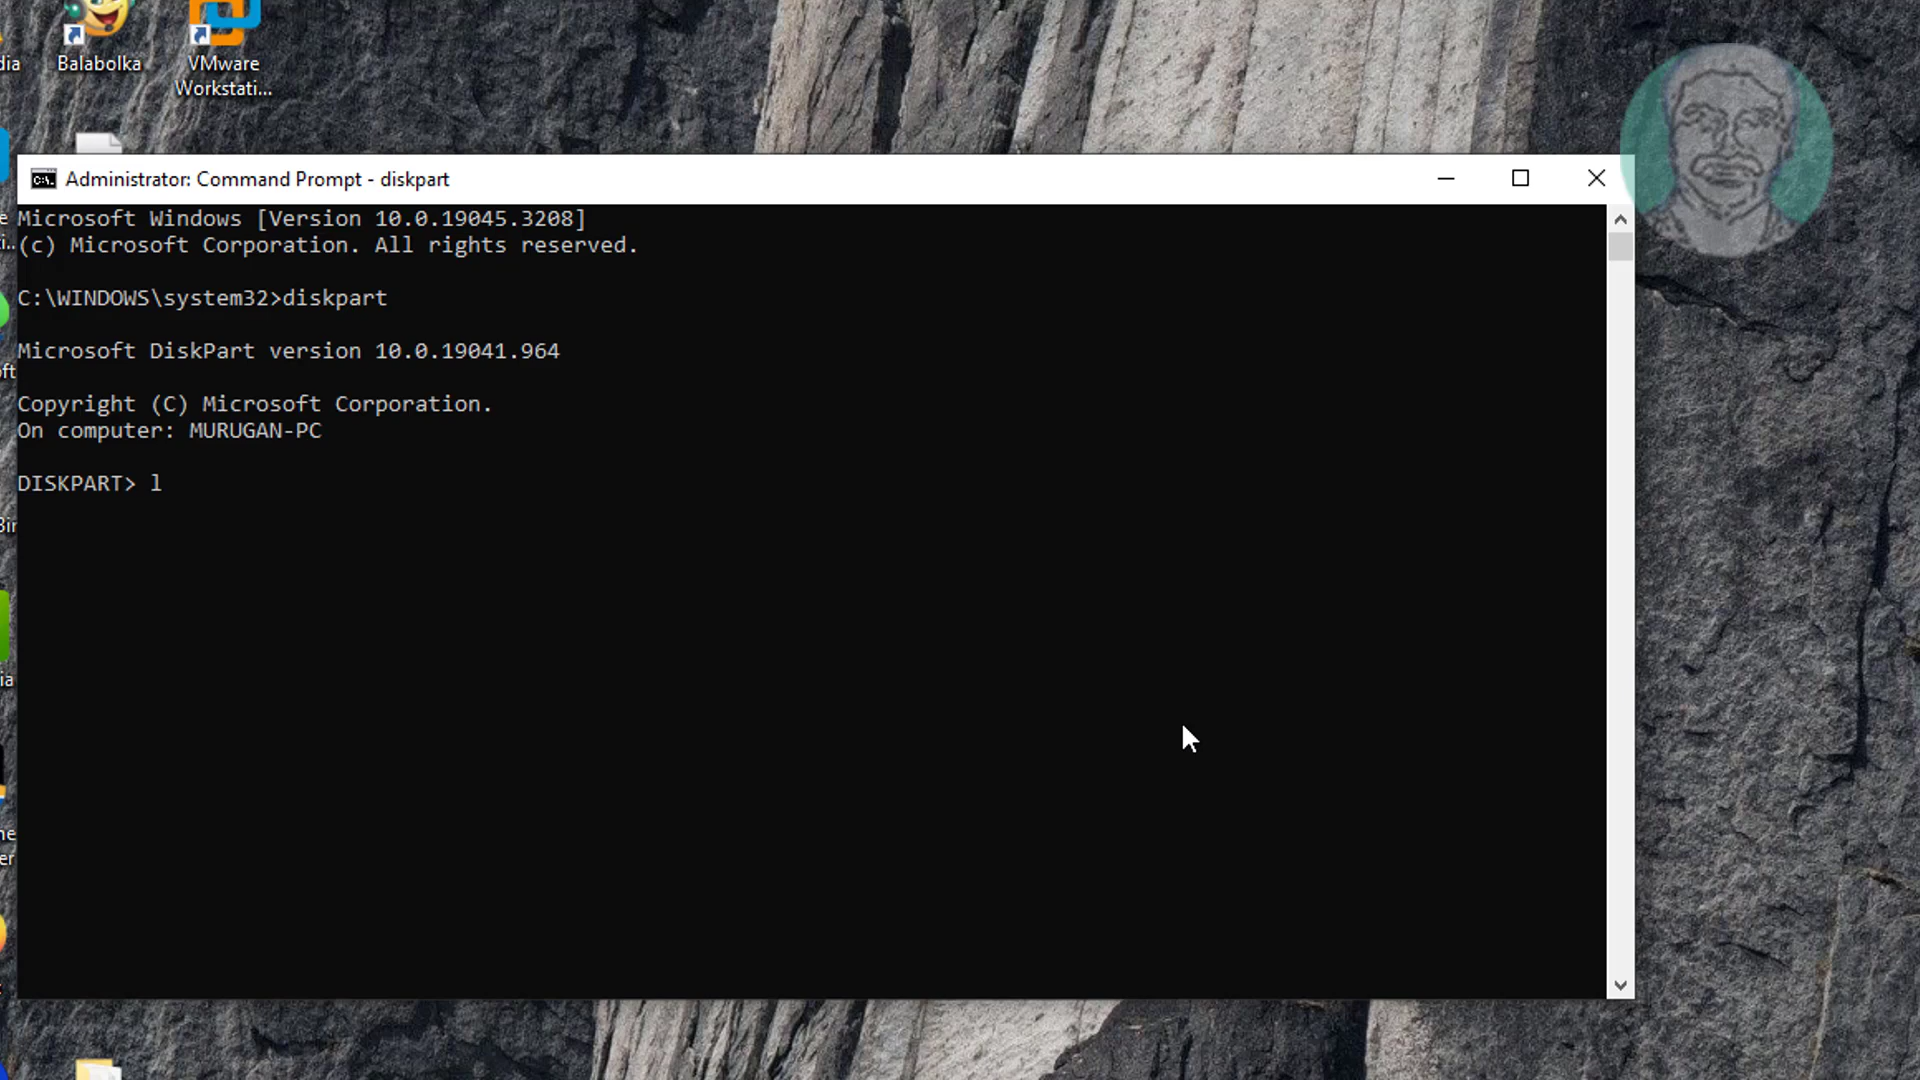 dia
Balabolka
VMware
Workstati...
Administrator: Command Prompt - diskpart
Microsoft Windows [Version 10.0.19045.3208]
(c) Microsoft Corporation. All rights reserved.
C:\WINDOWS\system32>diskpart
Microsoft DiskPart version 10.0.19041.964
Copyright (C) Microsoft Corporation.
On computer: MURUGAN-PC
DISKPART> l